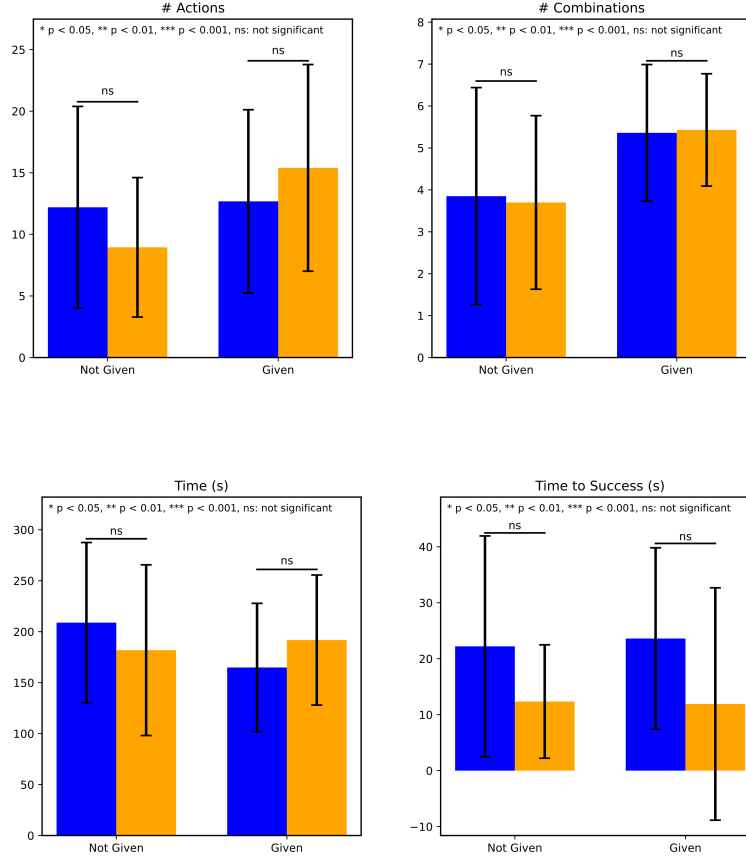 # Actions
* p < 0.05, ** p < 0.01, *** p < 0.001, ns: not significant
ns
ns
25
20
15
10
5
0
Not Given
Given
# Combinations
* p < 0.05, ** p < 0.01, *** p < 0.001, ns: not significant
ns
ns
8
7
6
5
4
3
2
1
0
Not Given
Given
Time (s)
* p < 0.05, ** p < 0.01, *** p < 0.001, ns: not significant
ns
ns
300
250
200
150
100
50
0
Not Given
Given
Time to Success (s)
* p < 0.05, ** p < 0.01, *** p < 0.001, ns: not significant
ns
ns
40
30
20
10
0
−10
Not Given
Given